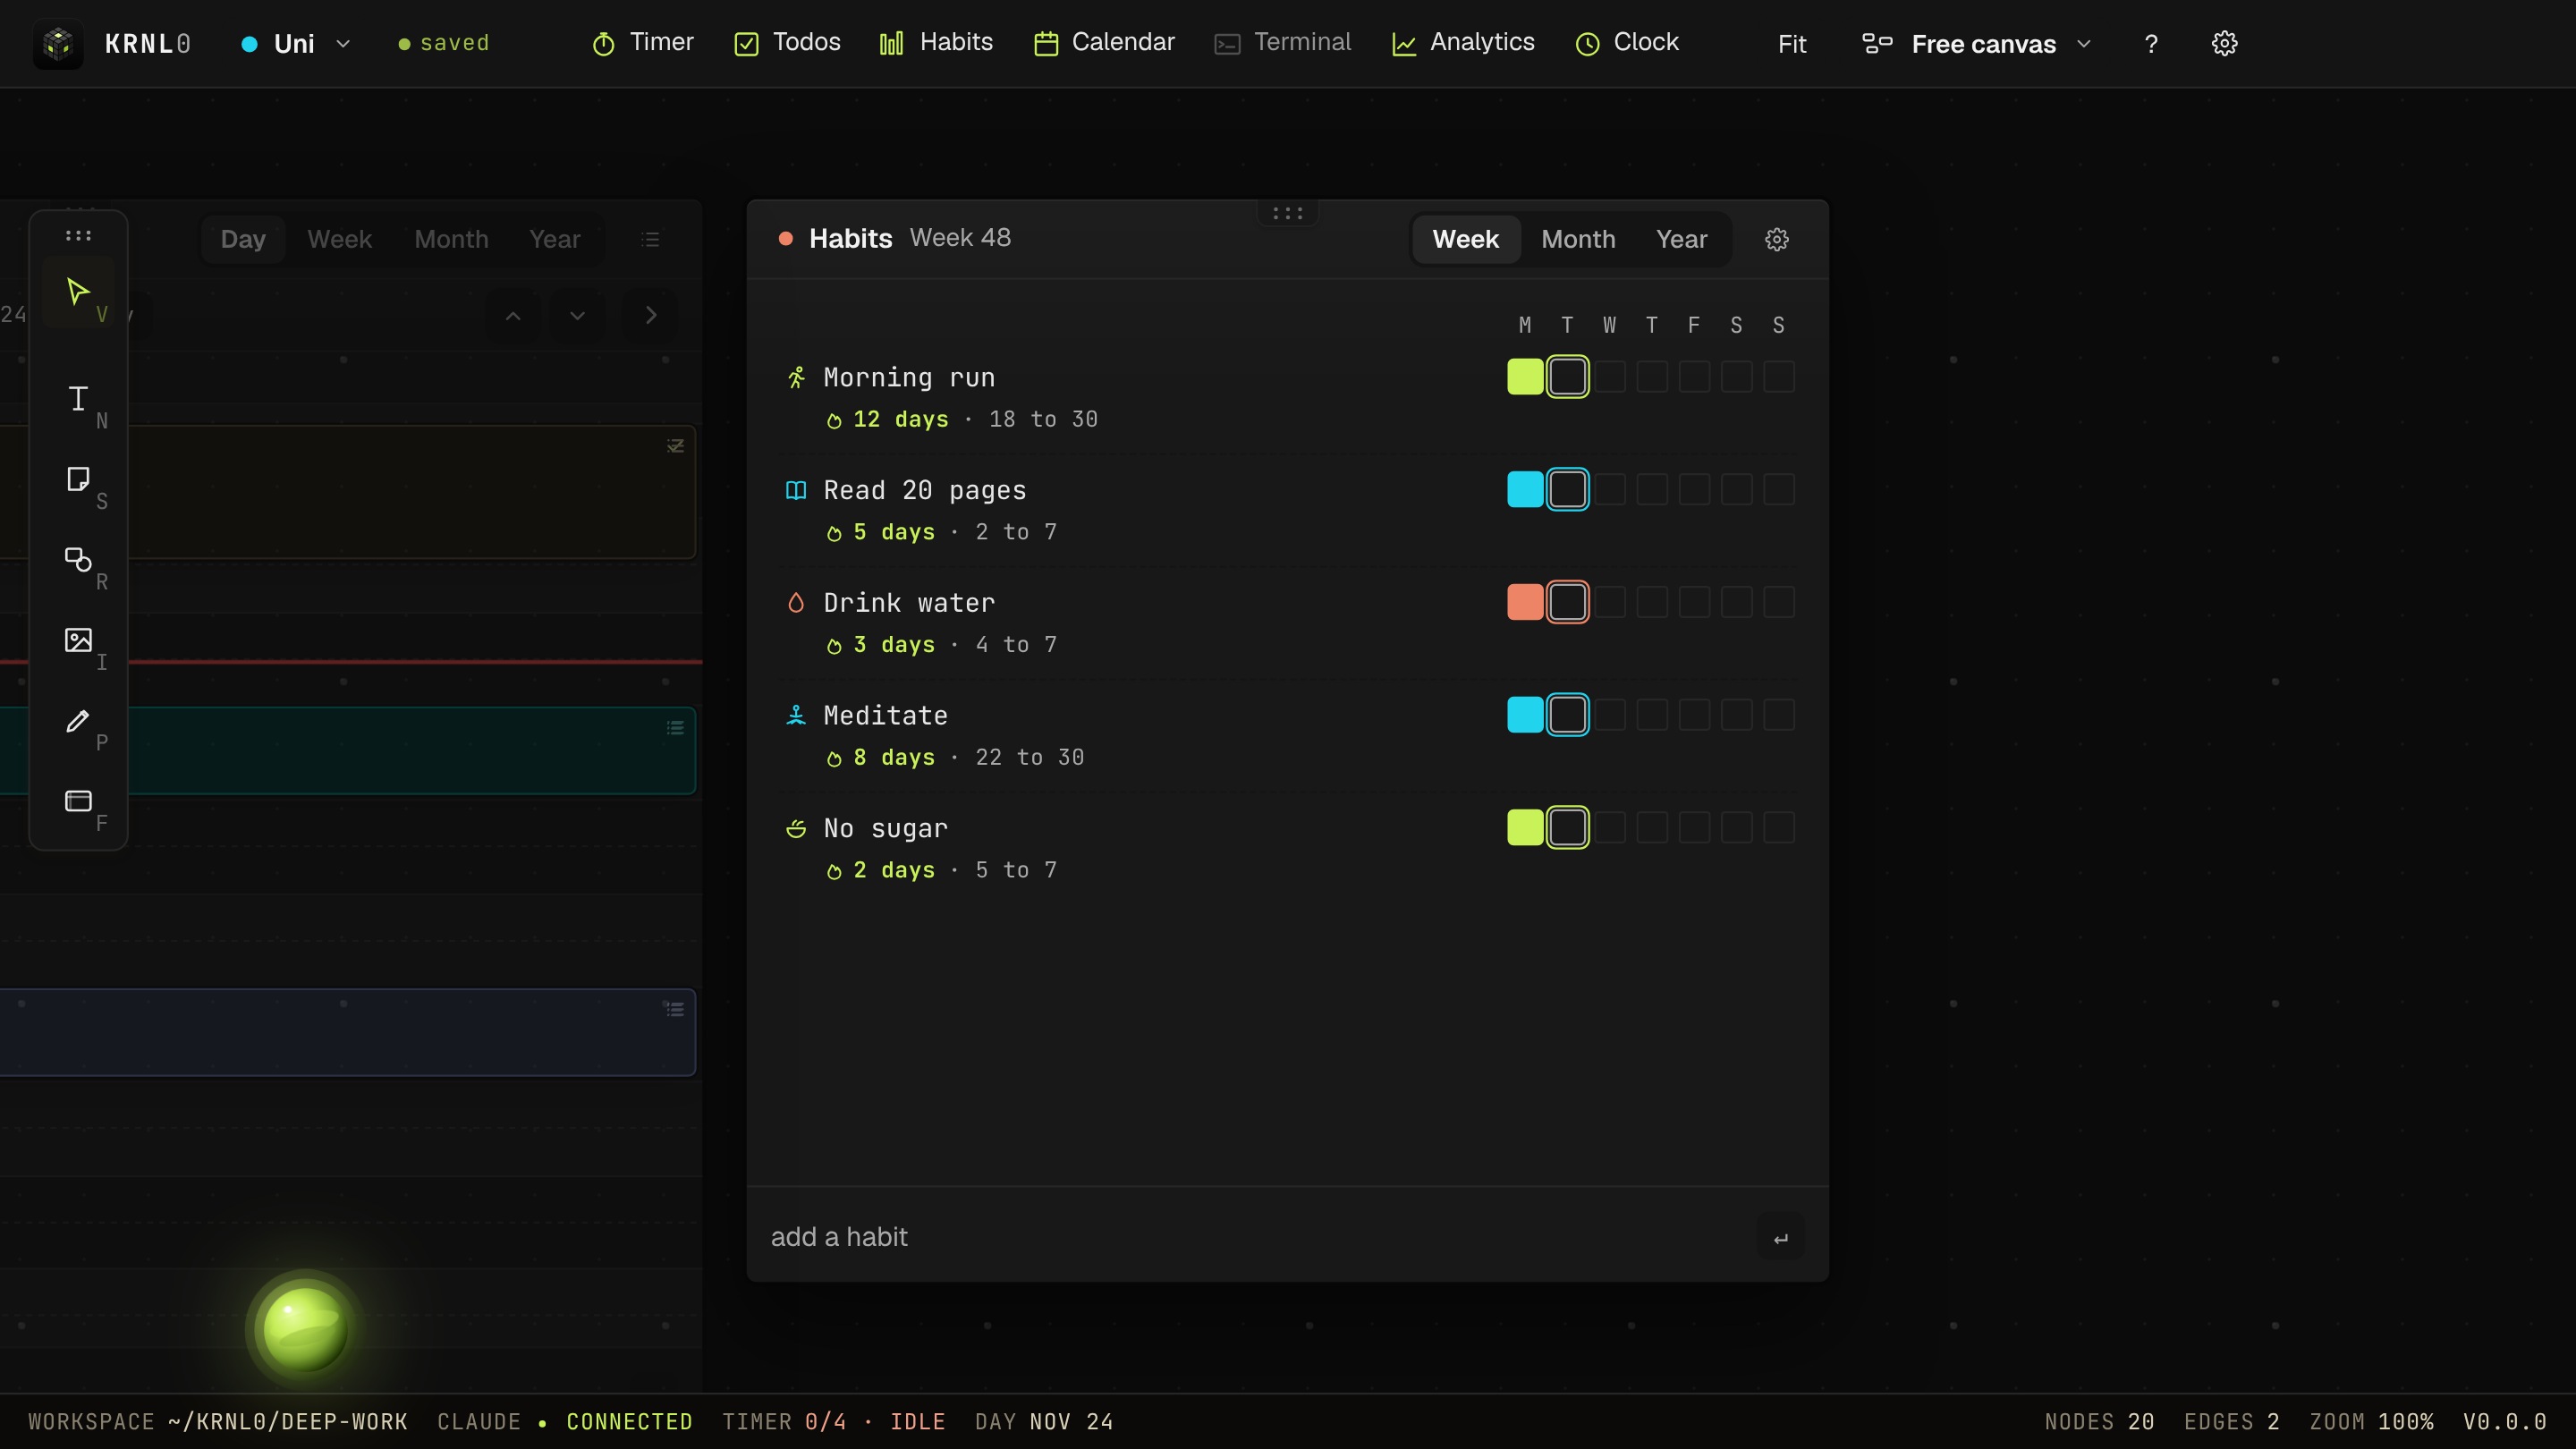 KRNL0 Uni saved Timer Todos Habits Calendar Terminal Analytics Clock Fit Free canvas ?
Day Week Month Year
24
V
N
S
R
I
P
F
Habits Week 48 Week Month Year
M T W T F S S
Morning run
12 days · 18 to 30
Read 20 pages
5 days · 2 to 7
Drink water
3 days · 4 to 7
Meditate
8 days · 22 to 30
No sugar
2 days · 5 to 7
add a habit
WORKSPACE ~/KRNL0/DEEP-WORK CLAUDE • CONNECTED TIMER 0/4 · IDLE DAY NOV 24 NODES 20 EDGES 2 ZOOM 100% V0.0.0